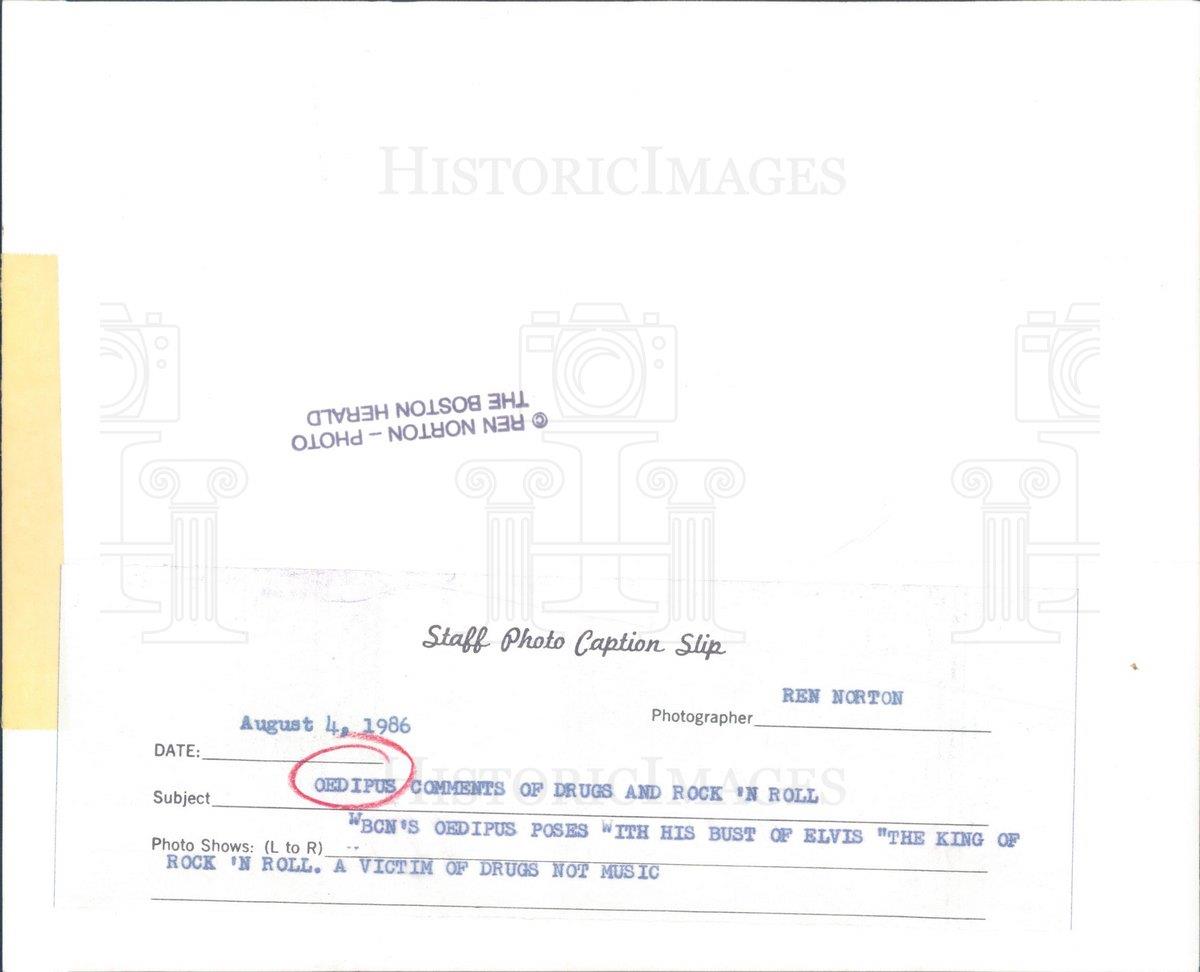 HISTORICIMAGES
© REN NORTON – PHOTO
THE BOSTON HERALD
Staff Photo Caption Slip
REN NORTON
Photographer
August 4, 1986
DATE:
HISTORICIMAGES
OEDIPUS COMMENTS OF DRUGS AND ROCK 'N ROLL
Subject
WBCN'S OEDIPUS POSES WITH HIS BUST OF ELVIS "THE KING OF
Photo Shows: (L to R)
ROCK 'N ROLL. A VICTIM OF DRUGS NOT MUSIC